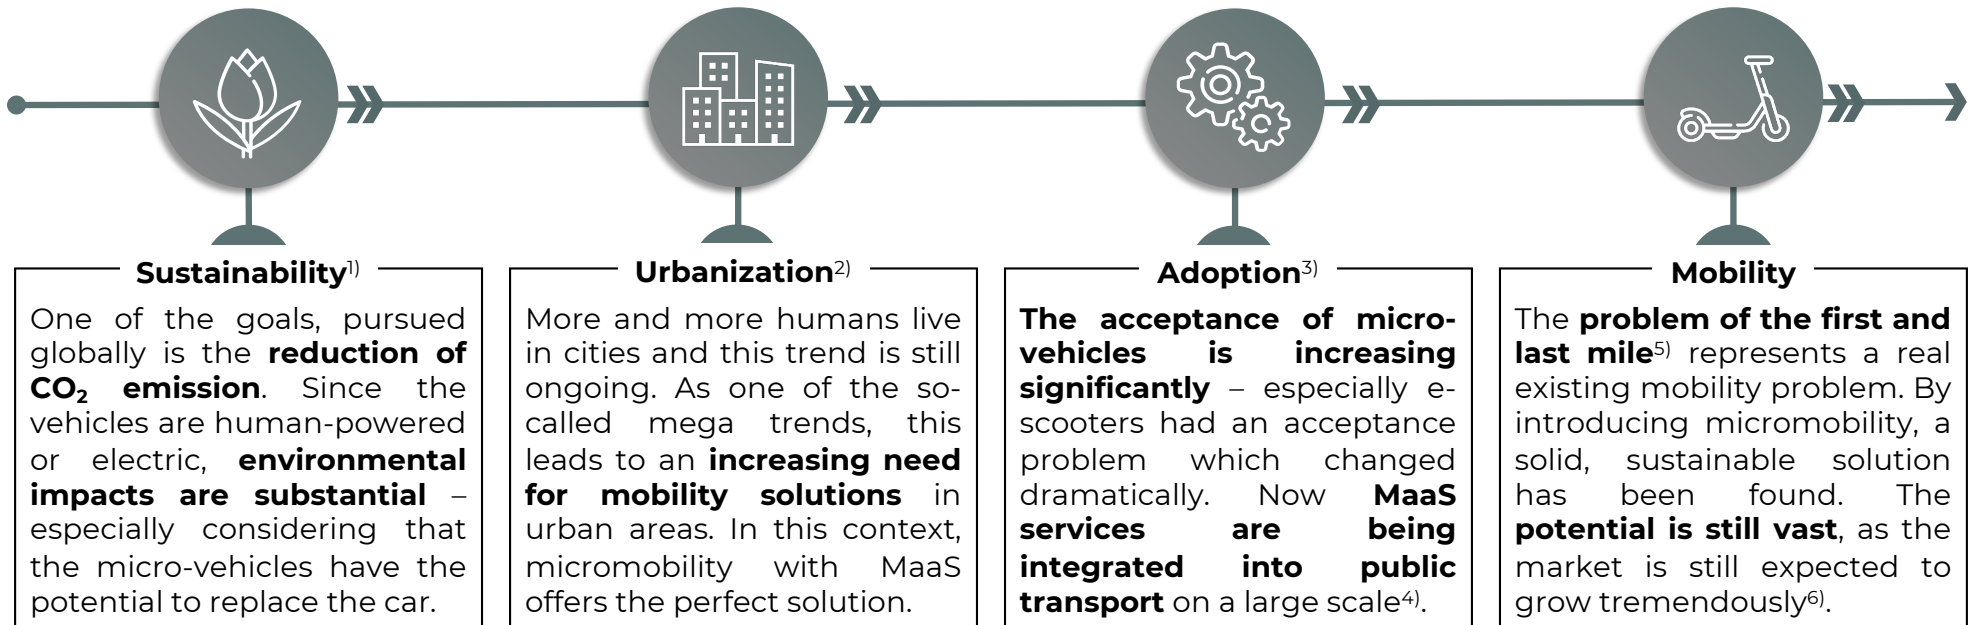 Sustainability1)
One of the goals, pursued
globally is the reduction of
CO₂ emission. Since the
vehicles are human-powered
or electric, environmental
impacts are substantial –
especially considering that
the micro-vehicles have the
potential to replace the car.
Urbanization2)
More and more humans live
in cities and this trend is still
ongoing. As one of the so-
called mega trends, this
leads to an increasing need
for mobility solutions in
urban areas. In this context,
micromobility with MaaS
offers the perfect solution.
Adoption3)
The acceptance of micro-
vehicles is increasing
significantly – especially e-
scooters had an acceptance
problem which changed
dramatically. Now MaaS
services are being
integrated into public
transport on a large scale4).
Mobility
The problem of the first and
last mile5) represents a real
existing mobility problem. By
introducing micromobility, a
solid, sustainable solution
has been found. The
potential is still vast, as the
market is still expected to
grow tremendously6).